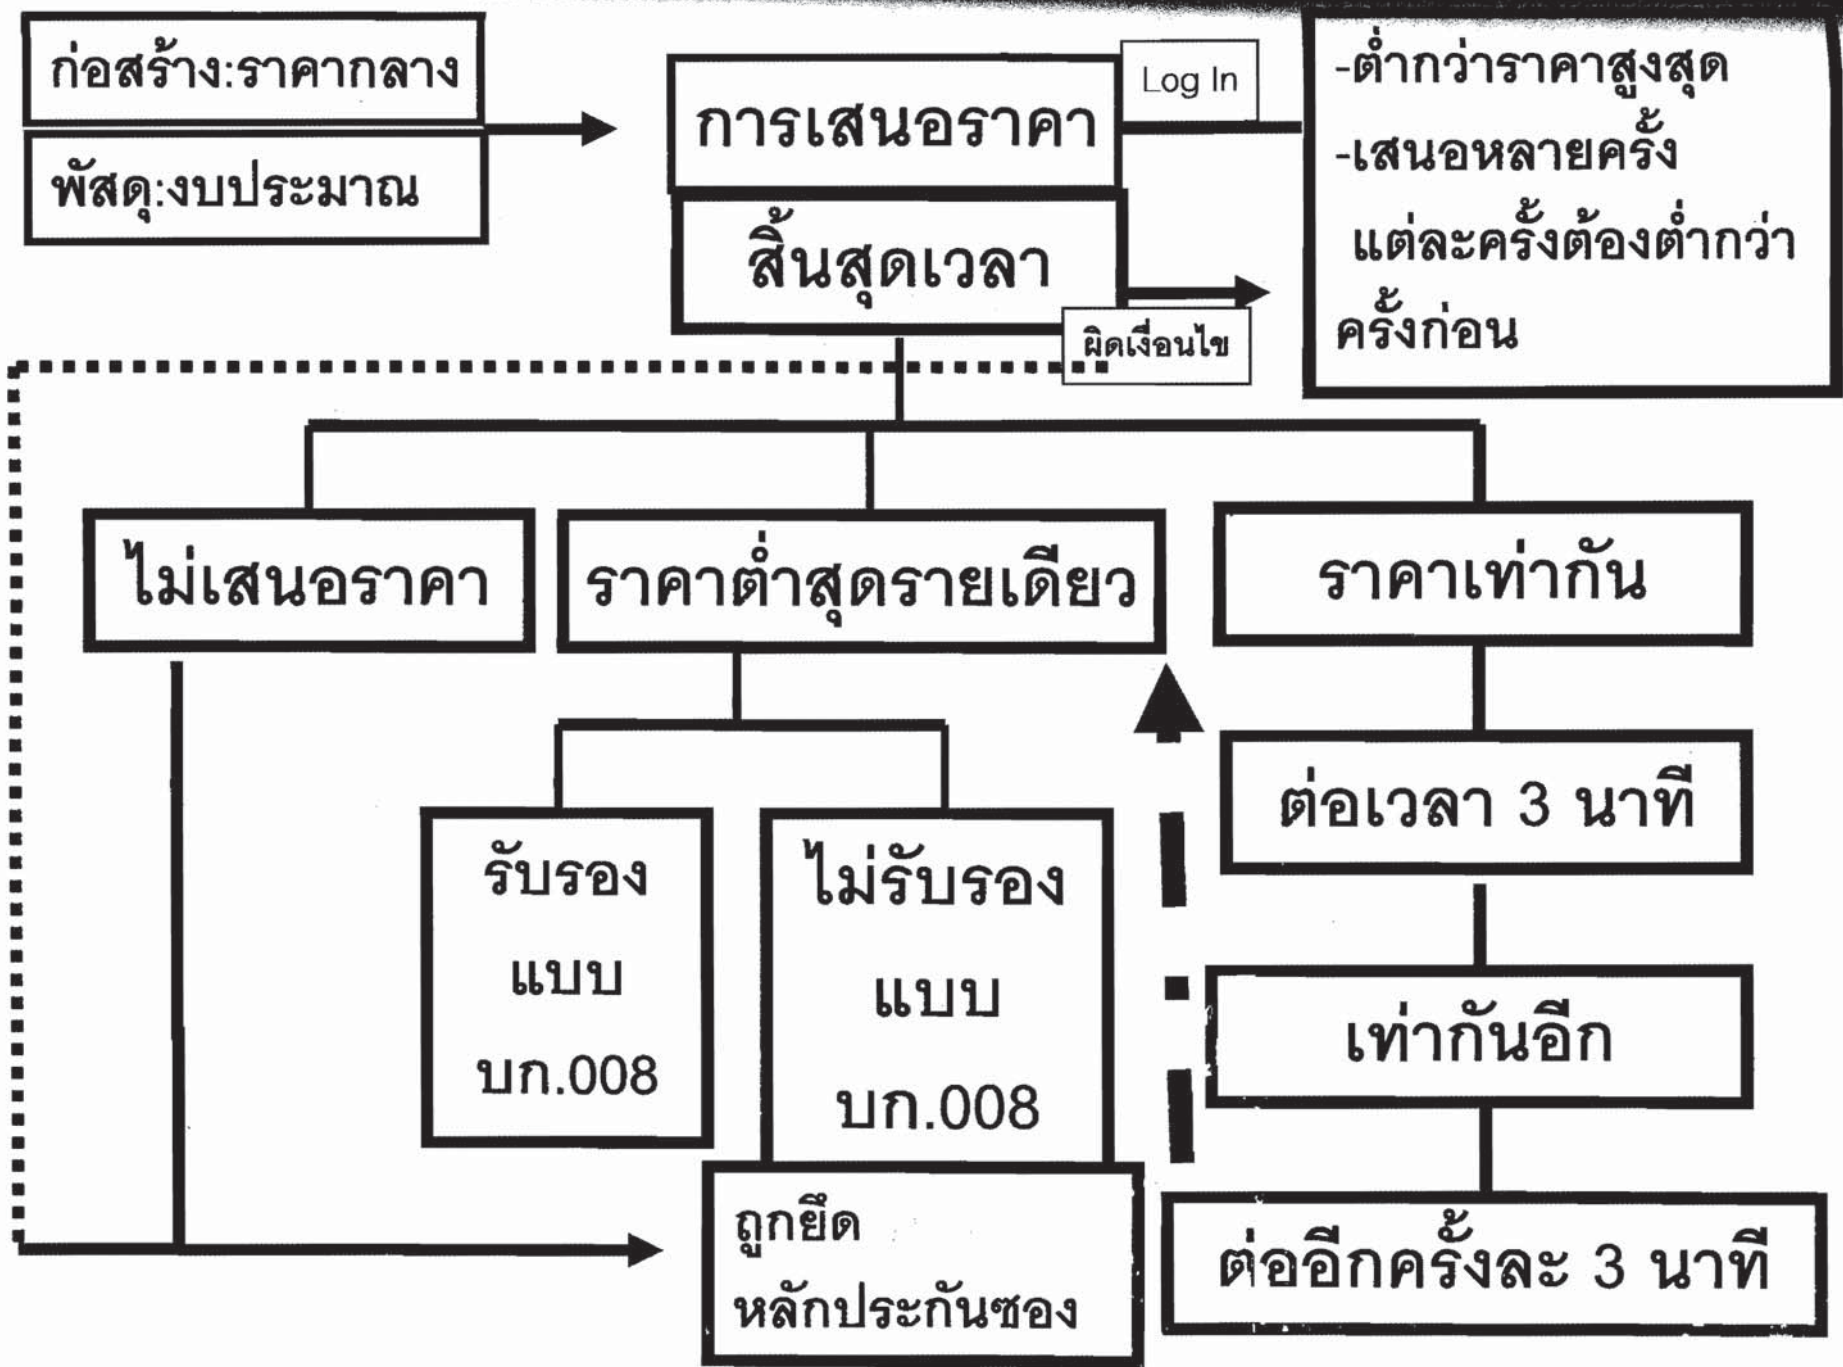 ก่อสร้าง:ราคากลาง
พัสดุ:งบประมาณ
การเสนอราคา
Log In
สิ้นสุดเวลา
ผิดเงื่อนไข
-ต่ำกว่าราคาสูงสุด
-เสนอหลายครั้ง
แต่ละครั้งต้องต่ำกว่า
ครั้งก่อน
ไม่เสนอราคา
ราคาต่ำสุดรายเดียว
ราคาเท่ากัน
รับรอง
แบบ
บก.008
ไม่รับรอง
แบบ
บก.008
ถูกยึด
หลักประกันซอง
ต่อเวลา 3 นาที
เท่ากันอีก
ต่ออีกครั้งละ 3 นาที